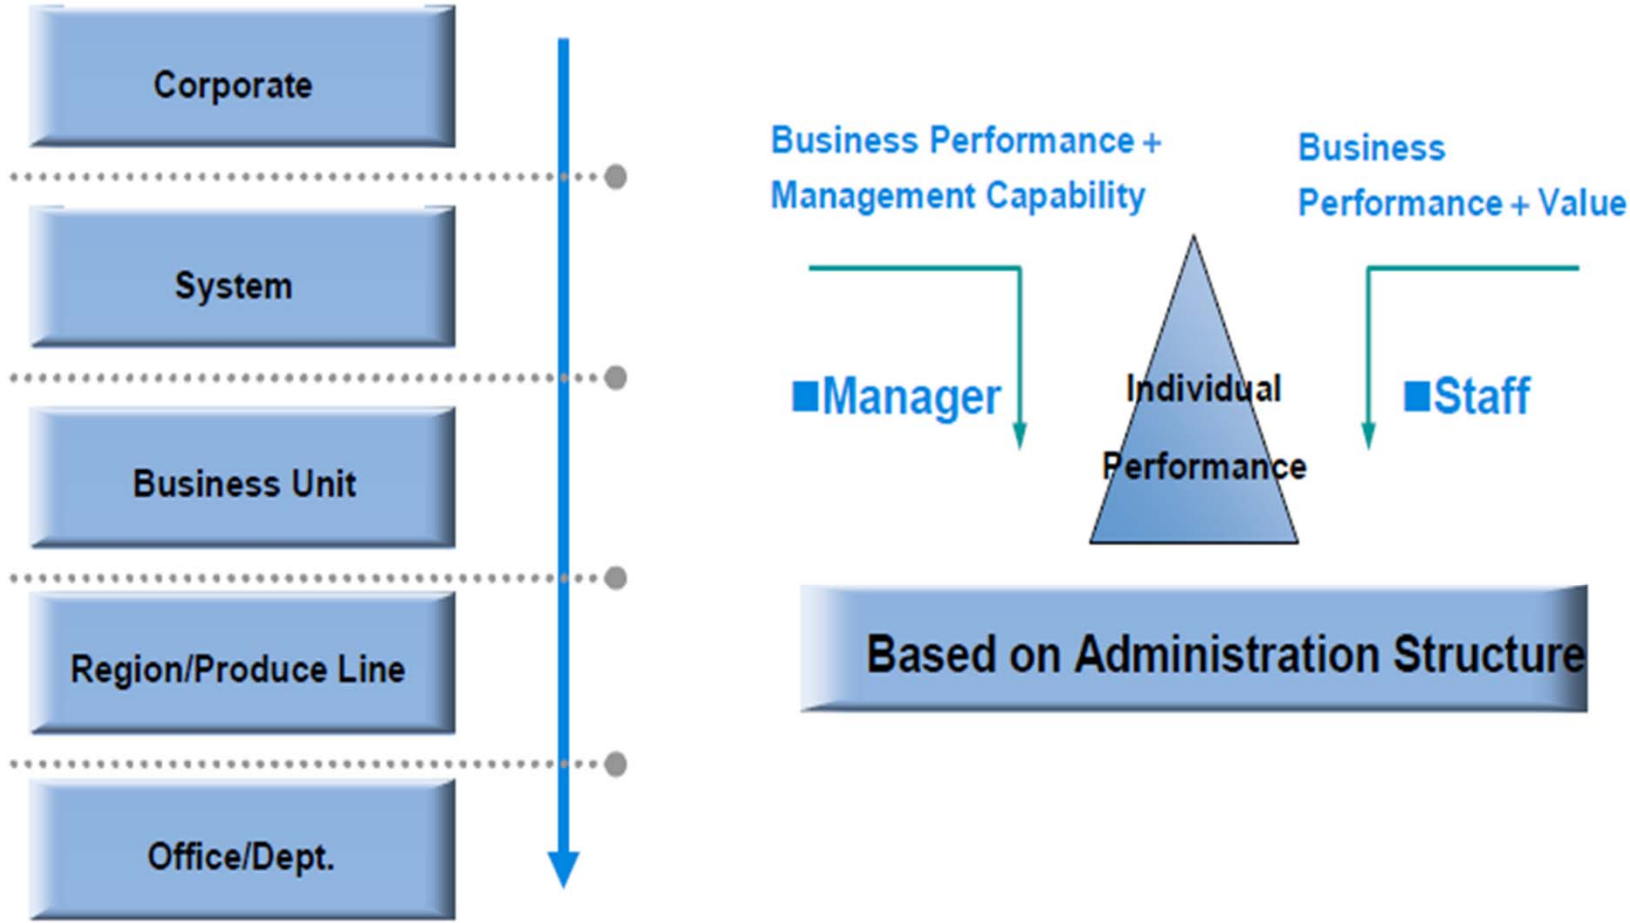 Corporate
System
Business Unit
Region/Produce Line
Office/Dept.
Business Performance +
Management Capability
Business
Performance + Value
■Manager
Individual
Performance
■Staff
Based on Administration Structure